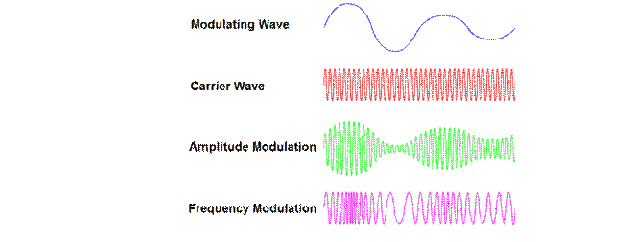 Modulating Wave
Carrier Wave
Amplitude Modulation
Frequency Modulation